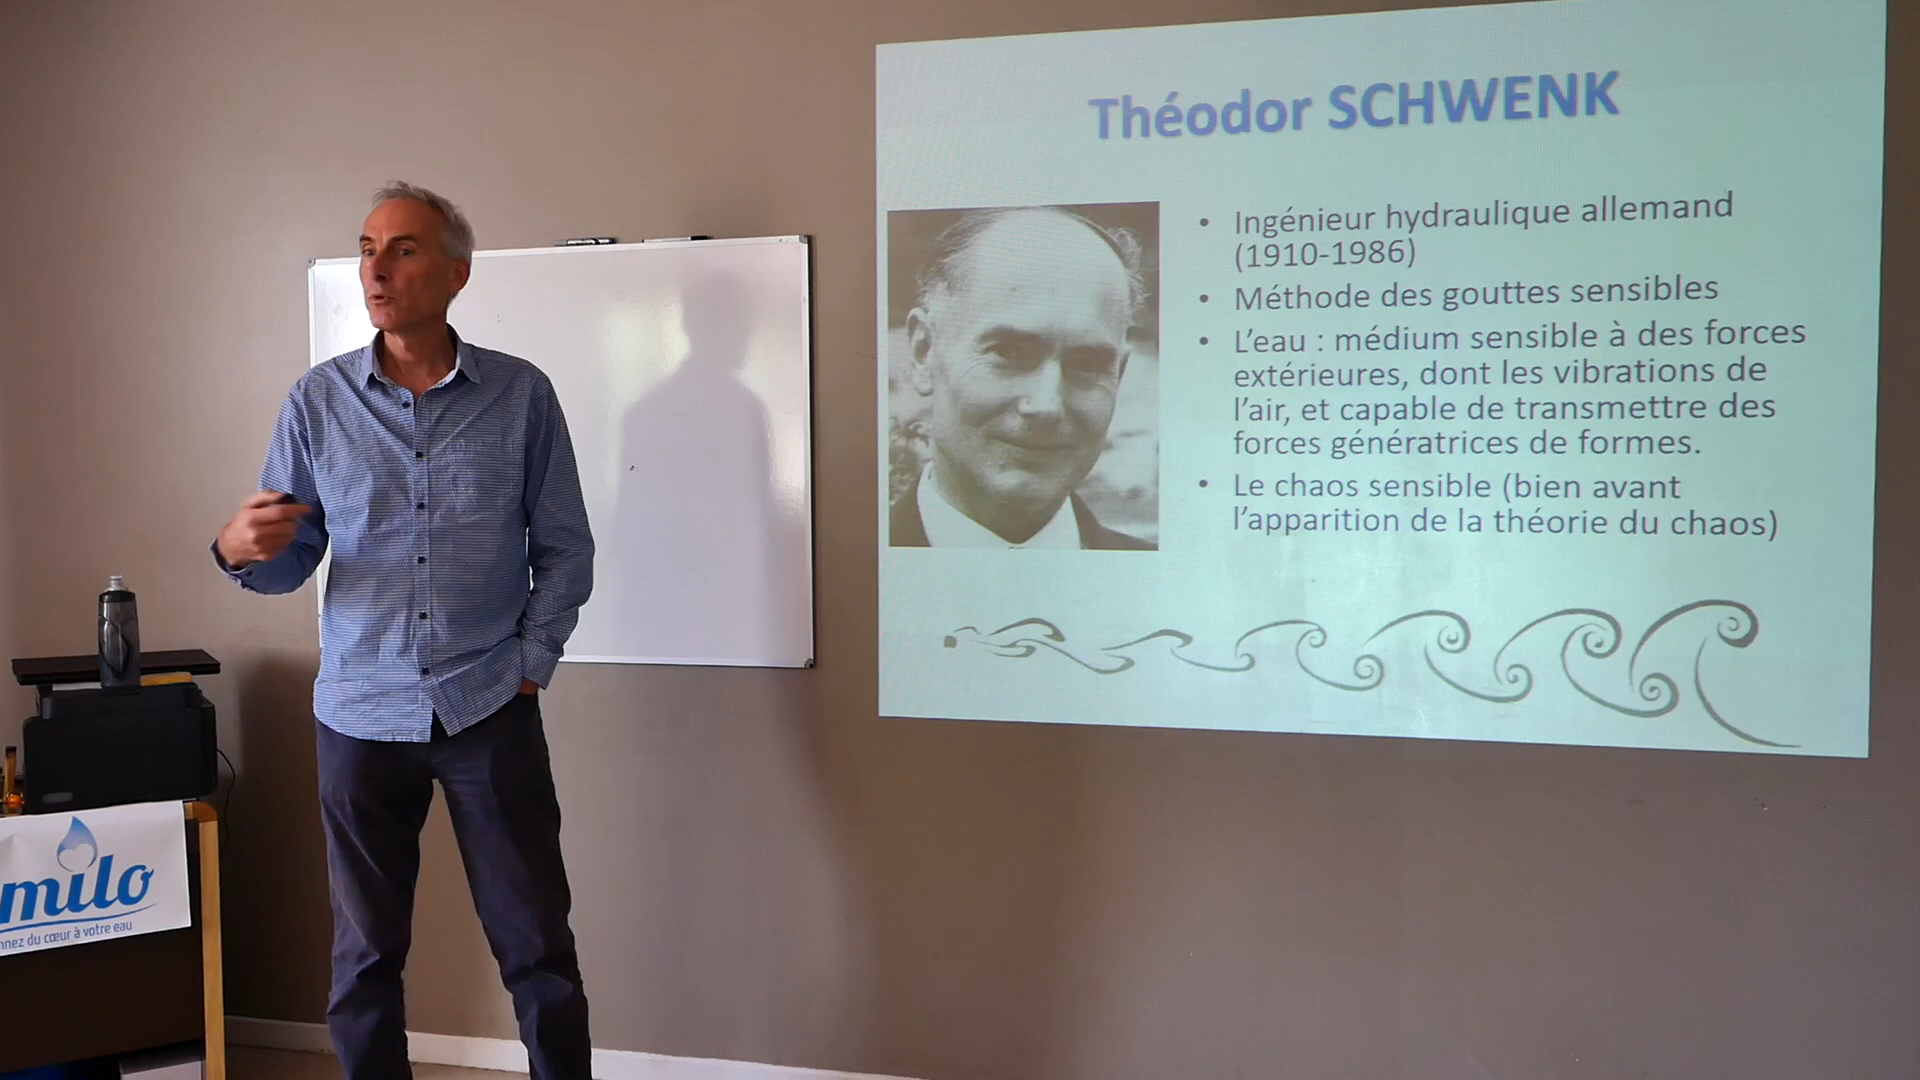 Théodor SCHWENK
• Ingénieur hydraulique allemand
(1910-1986)
• Méthode des gouttes sensibles
• L'eau : médium sensible à des forces
extérieures, dont les vibrations de
l'air, et capable de transmettre des
forces génératrices de formes.
• Le chaos sensible (bien avant
l'apparition de la théorie du chaos)
milo
nnez du cœur à votre eau